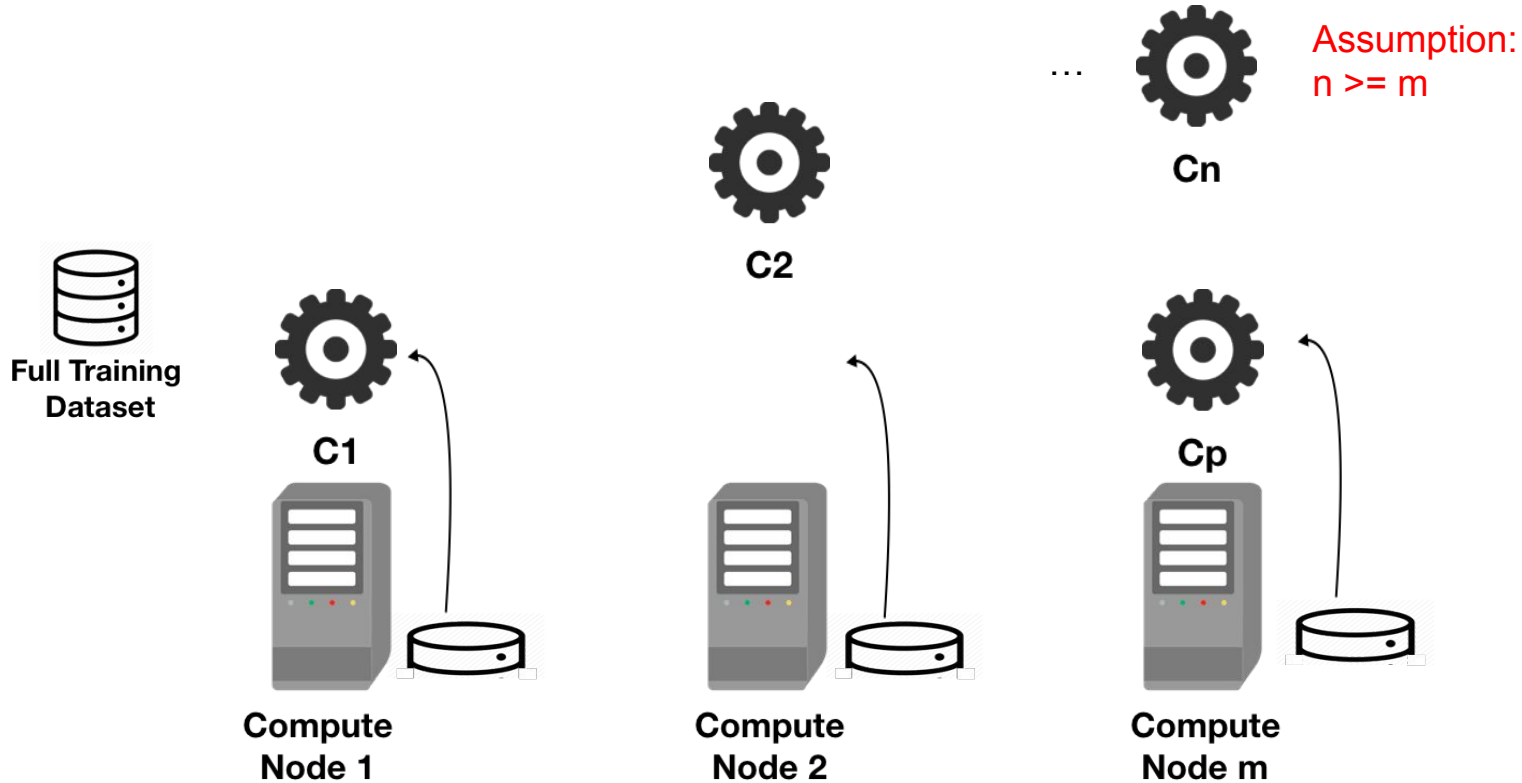 Assumption:
n >= m
...
Cn
C2
Full Training
Dataset
C1
Cp
Compute
Node 1
Compute
Node 2
Compute
Node m